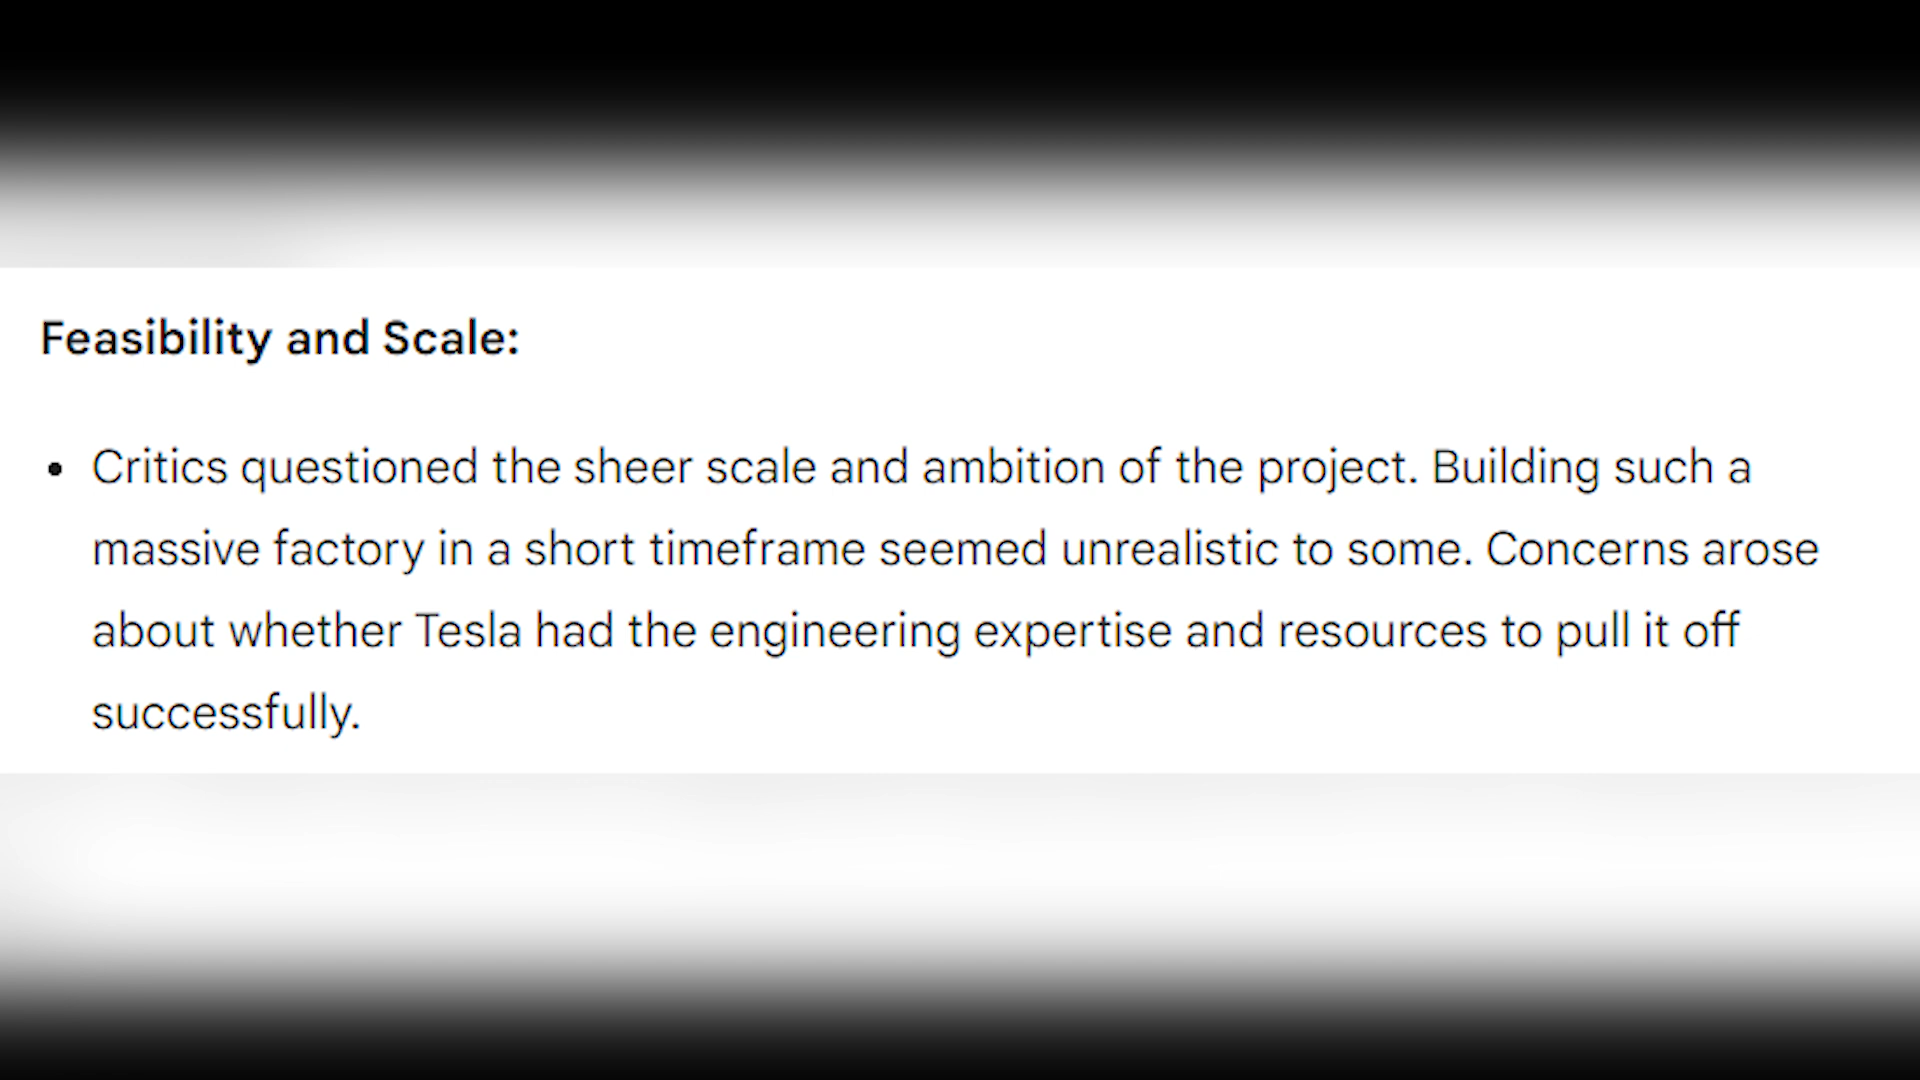 Feasibility and Scale:
• Critics questioned the sheer scale and ambition of the project. Building such a
massive factory in a short timeframe seemed unrealistic to some. Concerns arose
about whether Tesla had the engineering expertise and resources to pull it off
successfully.